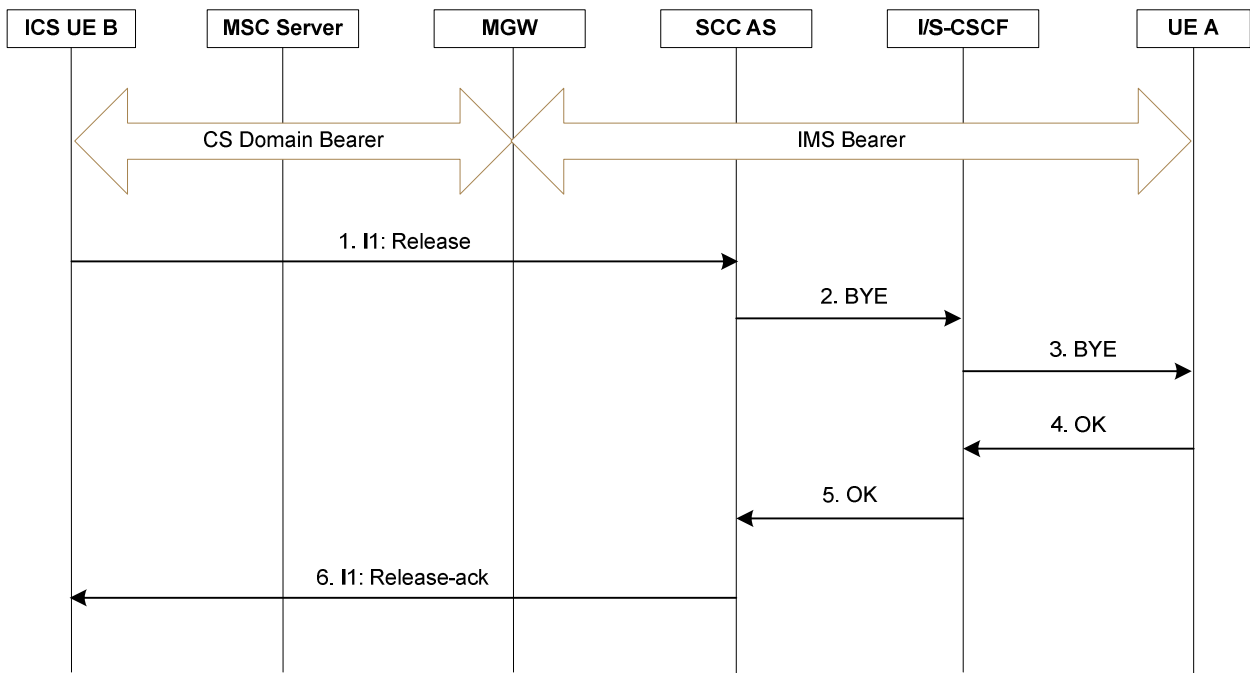 ICS UE B
MSC Server
MGW
SCC AS
I/S-CSCF
UE A
CS Domain Bearer
IMS Bearer
1. I1: Release
2. BYE
3. BYE
4. OK
5. OK
6. I1: Release-ack